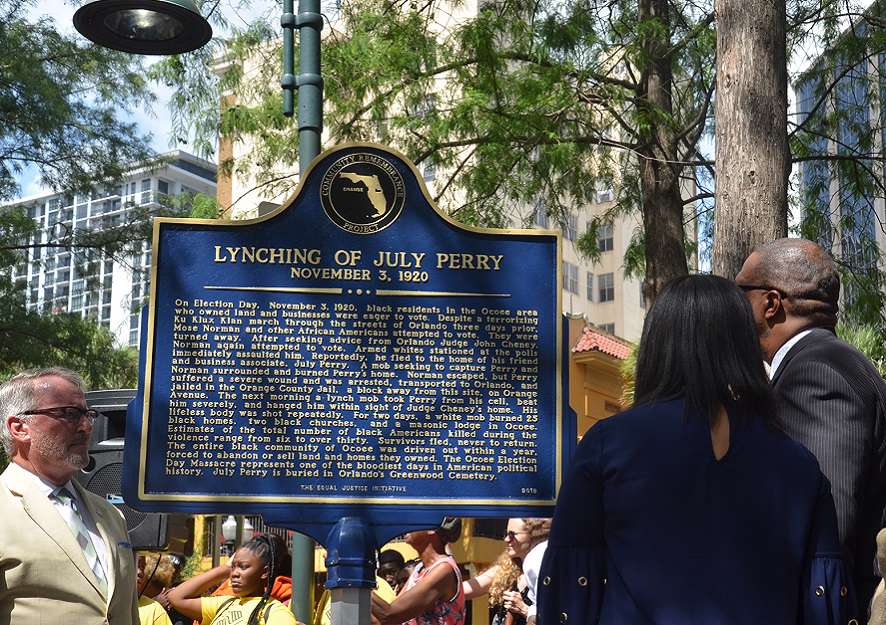 COMMUNITY REMEMBRANCE
ORANGE
PROJECT
LYNCHING OF JULY PERRY
NOVEMBER 3, 1920
On Election Day, November 3, 1920, black residents in the Ocoee area
who owned land and businesses were eager to vote. Despite a terrorizing
Ku Klux Klan march through the streets of Orlando three days prior,
Mose Norman and other African Americans attempted to vote. They were
turned away. After seeking advice from Orlando Judge John Cheney,
Norman again attempted to vote. Armed whites stationed at the polls
immediately assaulted him. Reportedly, he fled to the home of his friend
and business associate, July Perry. A mob seeking to capture Perry and
Norman surrounded and burned Perry's home. Norman escaped, but Perry
suffered a severe wound and was arrested, transported to Orlando, and
jailed in the Orange County Jail, a block away from this site, on Orange
Avenue. The next morning a lynch mob took Perry from his cell, beat
him severely, and hanged him within sight of Judge Cheney's home. His
lifeless body was shot repeatedly. For two days, a white mob burned 25
black homes, two black churches, and a masonic lodge in Ocoee.
Estimates of the total number of black Americans killed during the
violence range from six to over thirty. Survivors fled, never to return.
The entire black community of Ocoee was driven out within a year,
forced to abandon or sell land and homes they owned. The Ocoee Election
Day Massacre represents one of the bloodiest days in American political
history. July Perry is buried in Orlando's Greenwood Cemetery.
THE EQUAL JUSTICE INITIATIVE 2019